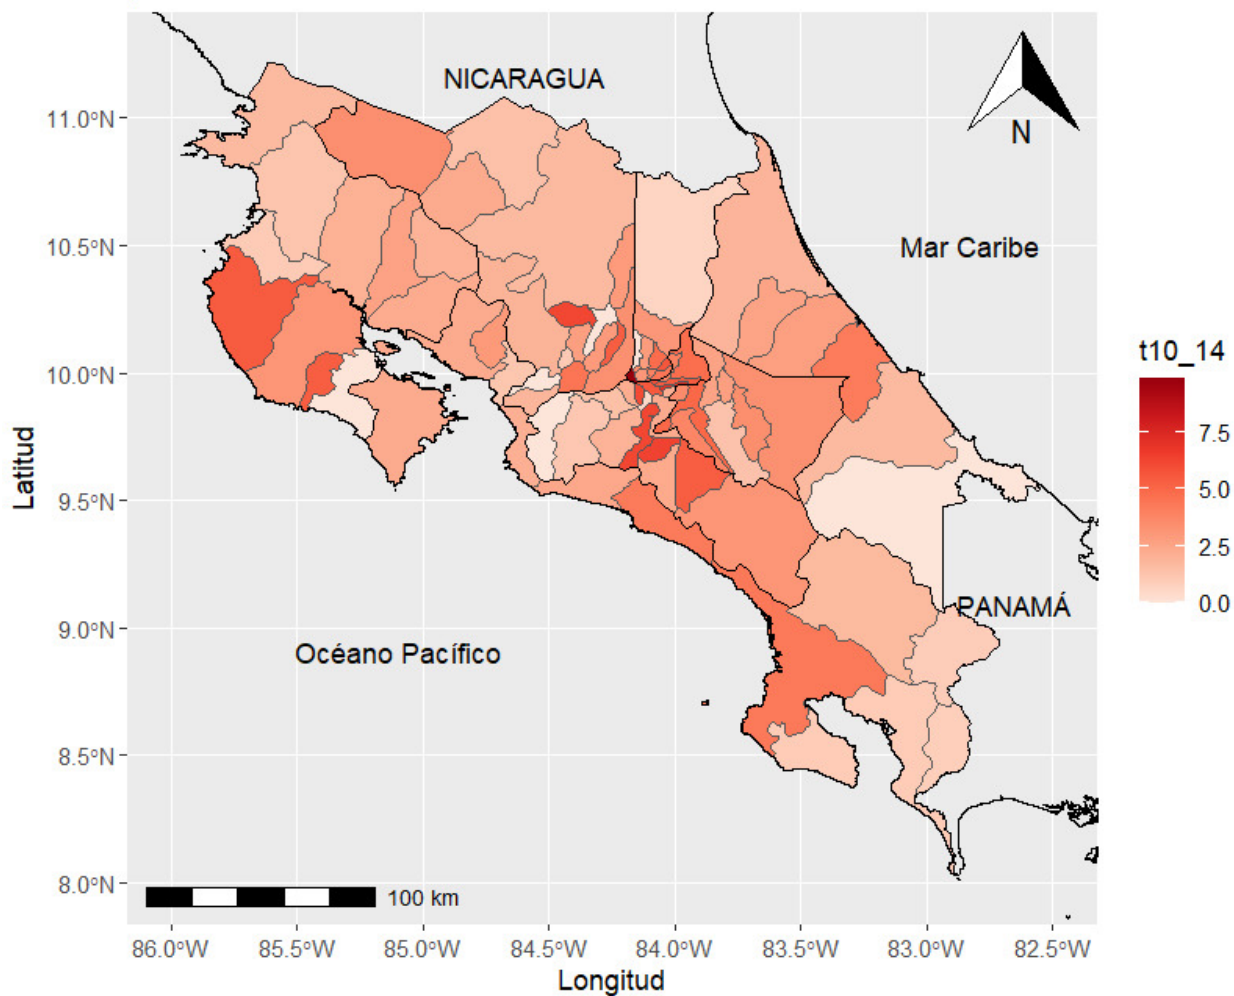 NICARAGUA
N
11.0°N
10.5°N
10.0°N
9.5°N
9.0°N
8.5°N
8.0°N
Latitud
Mar Caribe
PANAMÁ
Océano Pacífico
100 km
86.0°W 85.5°W 85.0°W 84.5°W 84.0°W 83.5°W 83.0°W 82.5°W
Longitud
t10_14
7.5
5.0
2.5
0.0